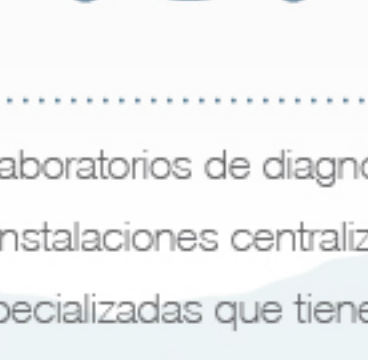 aboratorios de diagno
nstalaciones centraliz
pecializadas que tiene